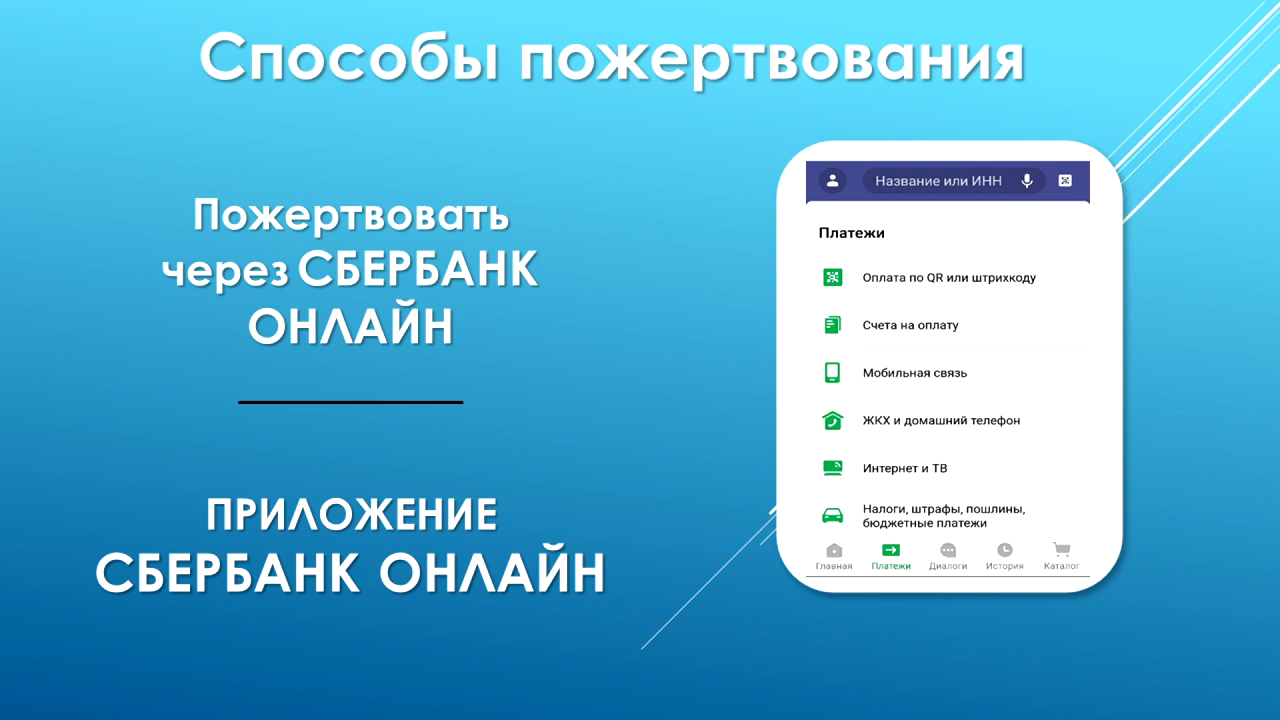 Способы пожертвования
Пожертвовать
через СБЕРБАНК
ОНЛАЙН
ПРИЛОЖЕНИЕ
СБЕРБАНК ОНЛАЙН
Название или ИНН
Платежи
Оплата по QR или штрихкоду
Счета на оплату
Мобильная связь
ЖКХ и домашний телефон
Интернет и ТВ
Налоги, штрафы, пошлины,
бюджетные платежи
Главная Платежи Диалоги История Каталог